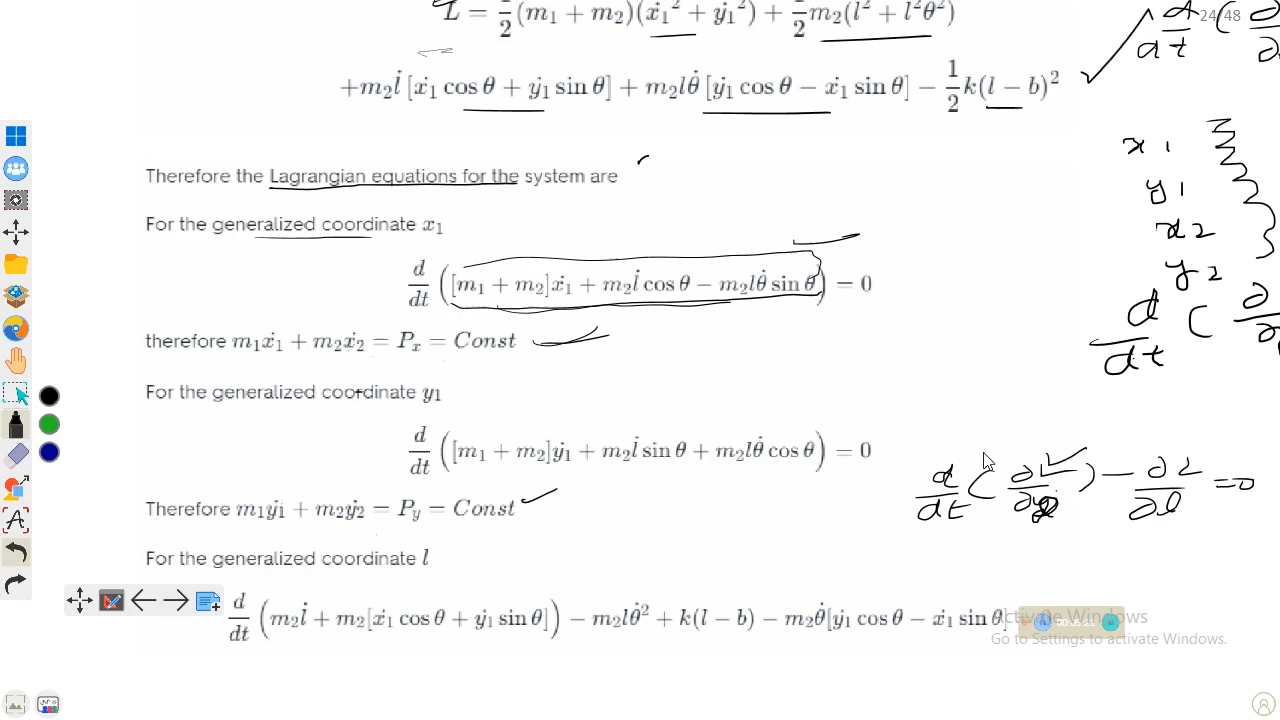 L = 1/2(m₁ + m₂)(ẋ₁² + ẏ₁²) + 1/2m₂(l̇² + l²θ̇²)
24/48
+m₂l̇ [ẋ₁ cos θ + ẏ₁ sin θ] + m₂lθ̇ [ẏ₁ cos θ − ẋ₁ sin θ] − 1/2 k(l − b)²
d/dt ( ∂
x 1
y 1
x 2
y 2
Therefore the Lagrangian equations for the system are
For the generalized coordinate x₁
d/dt ([m₁ + m₂]ẋ₁ + m₂l̇ cos θ − m₂lθ̇ sin θ) = 0
d/dt ( ∂
therefore m₁ẋ₁ + m₂ẋ₂ = Pₓ = Const
For the generalized coordinate y₁
d/dt ([m₁ + m₂]ẏ₁ + m₂l̇ sin θ + m₂lθ̇ cos θ) = 0
d/dt (∂L/∂) − ∂L/∂l = 0
Therefore m₁ẏ₁ + m₂ẏ₂ = Pᵧ = Const
For the generalized coordinate l
d/dt (m₂l̇ + m₂[ẋ₁ cos θ + ẏ₁ sin θ]) − m₂lθ̇² + k(l − b) − m₂θ̇[ẏ₁ cos θ − ẋ₁ sin θ]
Activate Windows
Go to Settings to activate Windows.